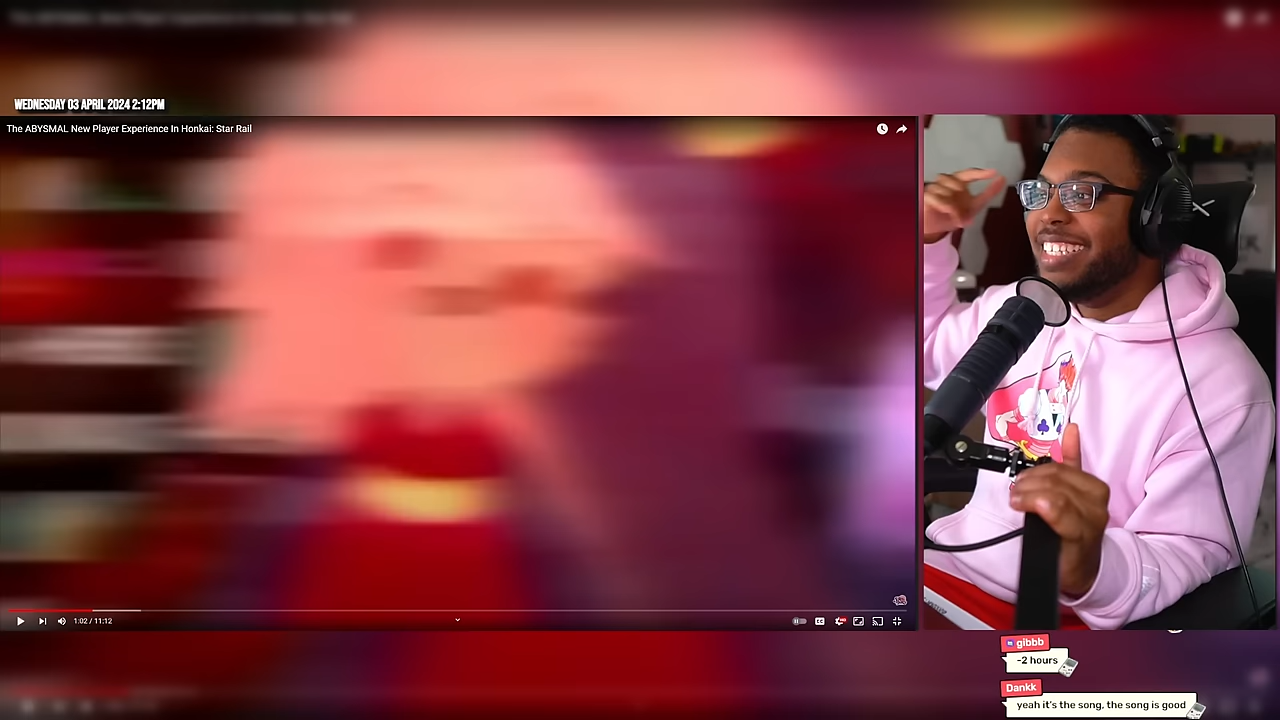 WEDNESDAY 03 APRIL 2024 2:12PM
The ABYSMAL New Player Experience In Honkai: Star Rail
1:02 / 11:12
gibbb
-2 hours
Dankk
yeah it's the song, the song is good